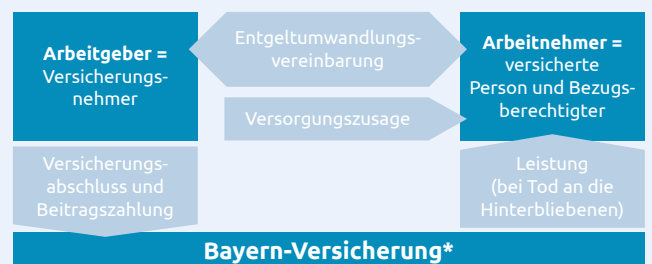 Arbeitgeber =
Versicherungs-
nehmer
Entgeltumwandlungs-
vereinbarung
Versorgungszusage
Arbeitnehmer =
versicherte
Person und Bezugs-
berechtigter
Versicherungs-
abschluss und
Beitragszahlung
Leistung
(bei Tod an die
Hinterbliebenen)
Bayern-Versicherung*